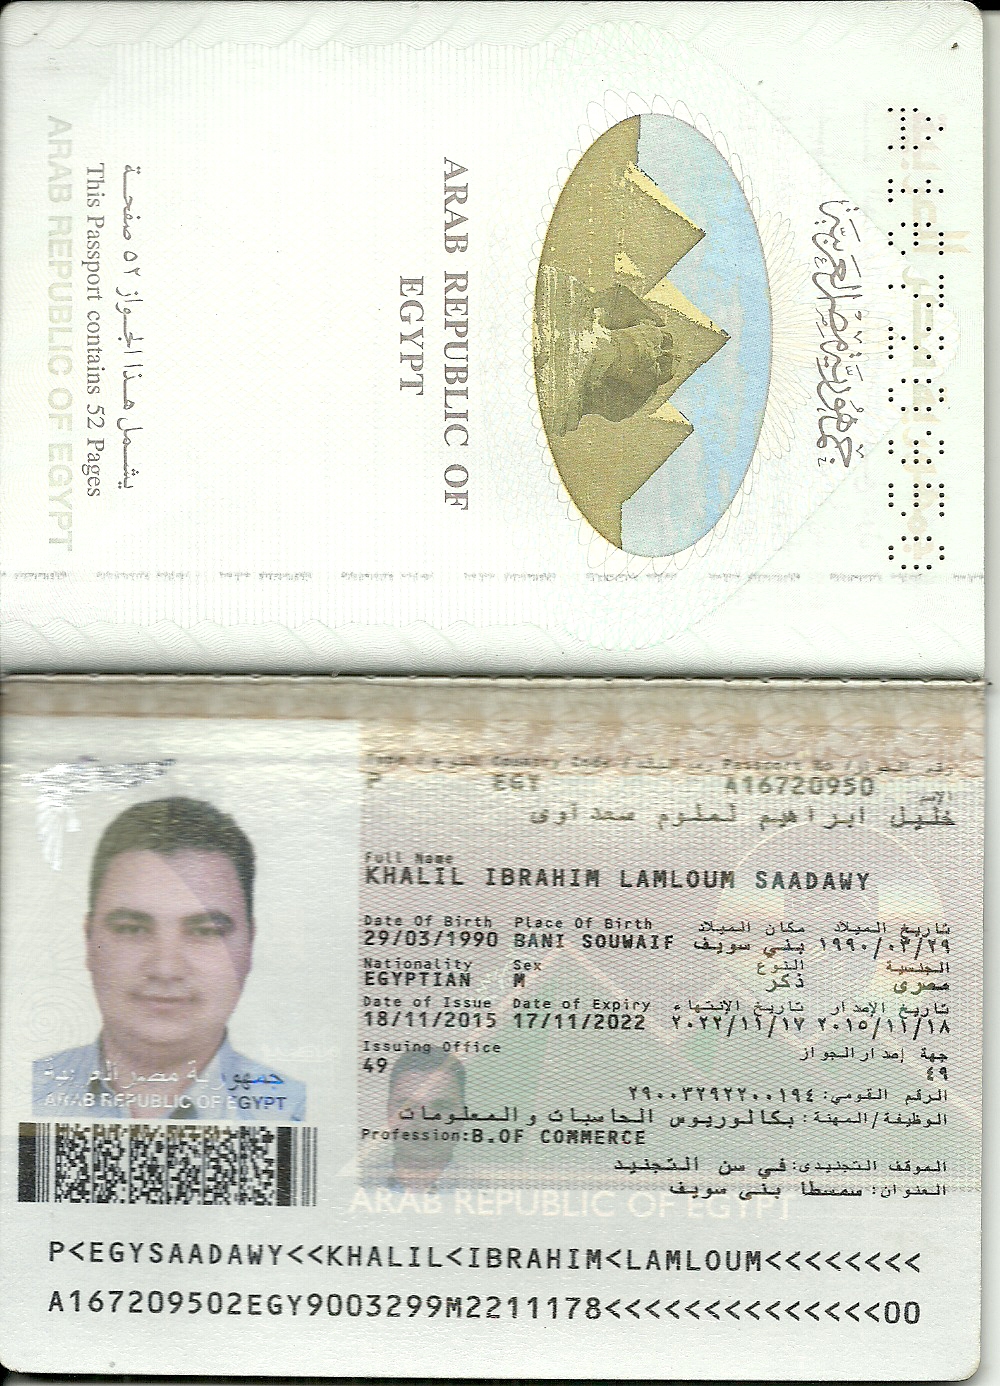 جمهورية مصر العربية
ARAB REPUBLIC OF
EGYPT
يشمل هذا الجواز ٥٢ صفحة
This Passport contains 52 Pages
ARAB REPUBLIC OF EGYPT
Type / النوع Country Code / رمز الدولة Passport No / رقم الجواز
P EGY A16720950
الاسم
خليل ابراهيم لملوم سعداوى
Full Name
KHALIL IBRAHIM LAMLOUM SAADAWY
Date Of Birth Place Of Birth مكان الميلاد تاريخ الميلاد
29/03/1990 BANI SOUWAIF بني سويف ١٩٩٠/٠٣/٢٩
Nationality Sex النوع الجنسية
EGYPTIAN M ذكر مصرى
Date of Issue Date of Expiry تاريخ الإنتهاء تاريخ الإصدار
18/11/2015 17/11/2022 ٢٠٢٢/١١/١٧ ٢٠١٥/١١/١٨
Issuing Office جهة إصدار الجواز
49 ٤٩
الرقم القومي: ٢٩٠٠٣٢٩٢٢٠٠١٩٤
الوظيفة/المهنة: بكالوريوس الحاسبات و المعلومات
Profession:B.OF COMMERCE
الموقف التجنيدى: في سن التجنيد
العنوان: سمسطا بنى سويف
جمهورية مصر العربية
ARAB REPUBLIC OF EGYPT
ARAB REPUBLIC OF EGYPT
P<EGYSAADAWY<<KHALIL<IBRAHIM<LAMLOUM<<<<<<<<
A167209502EGY9003299M2211178<<<<<<<<<<<<<<00